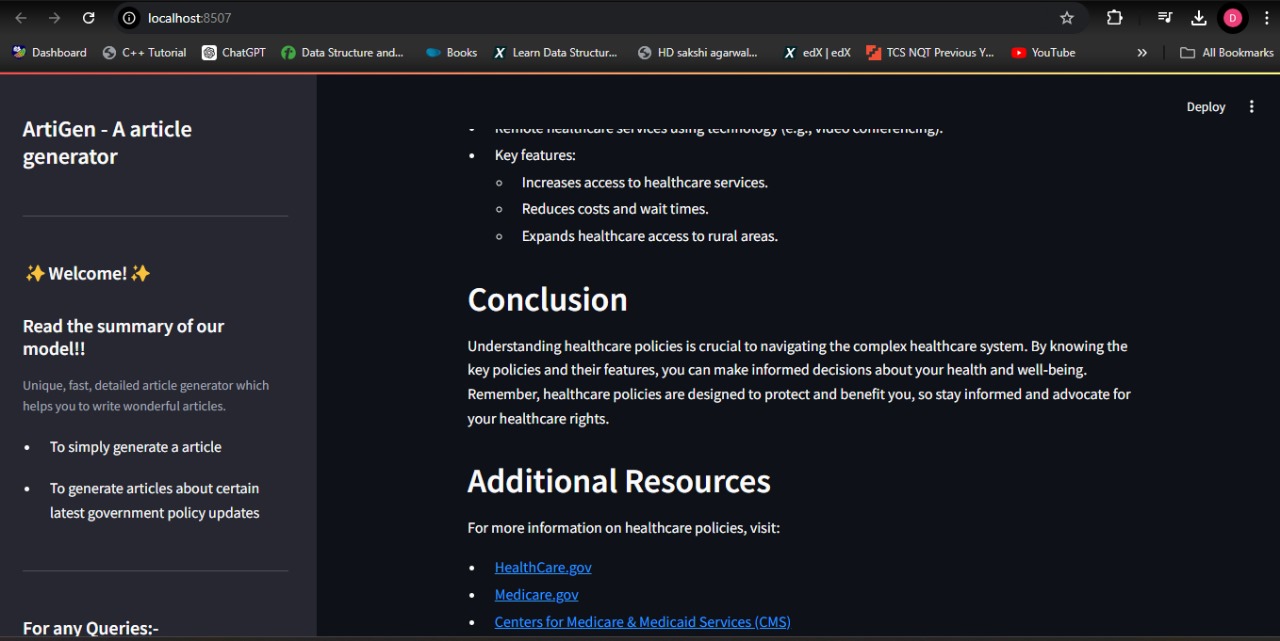 localhost:8507
D
Dashboard
C++ Tutorial
ChatGPT
Data Structure and...
Books
Learn Data Structur...
HD sakshi agarwal...
edX | edX
TCS NQT Previous Y...
YouTube
»
All Bookmarks
Deploy
ArtiGen - A article
generator
✨Welcome!✨
Read the summary of our
model!!
Unique, fast, detailed article generator which
helps you to write wonderful articles.
• To simply generate a article
• To generate articles about certain
latest government policy updates
For any Queries:-
• Remote healthcare services using technology (e.g., video conferencing).
• Key features:
○ Increases access to healthcare services.
○ Reduces costs and wait times.
○ Expands healthcare access to rural areas.
Conclusion
Understanding healthcare policies is crucial to navigating the complex healthcare system. By knowing the
key policies and their features, you can make informed decisions about your health and well-being.
Remember, healthcare policies are designed to protect and benefit you, so stay informed and advocate for
your healthcare rights.
Additional Resources
For more information on healthcare policies, visit:
• HealthCare.gov
• Medicare.gov
• Centers for Medicare & Medicaid Services (CMS)